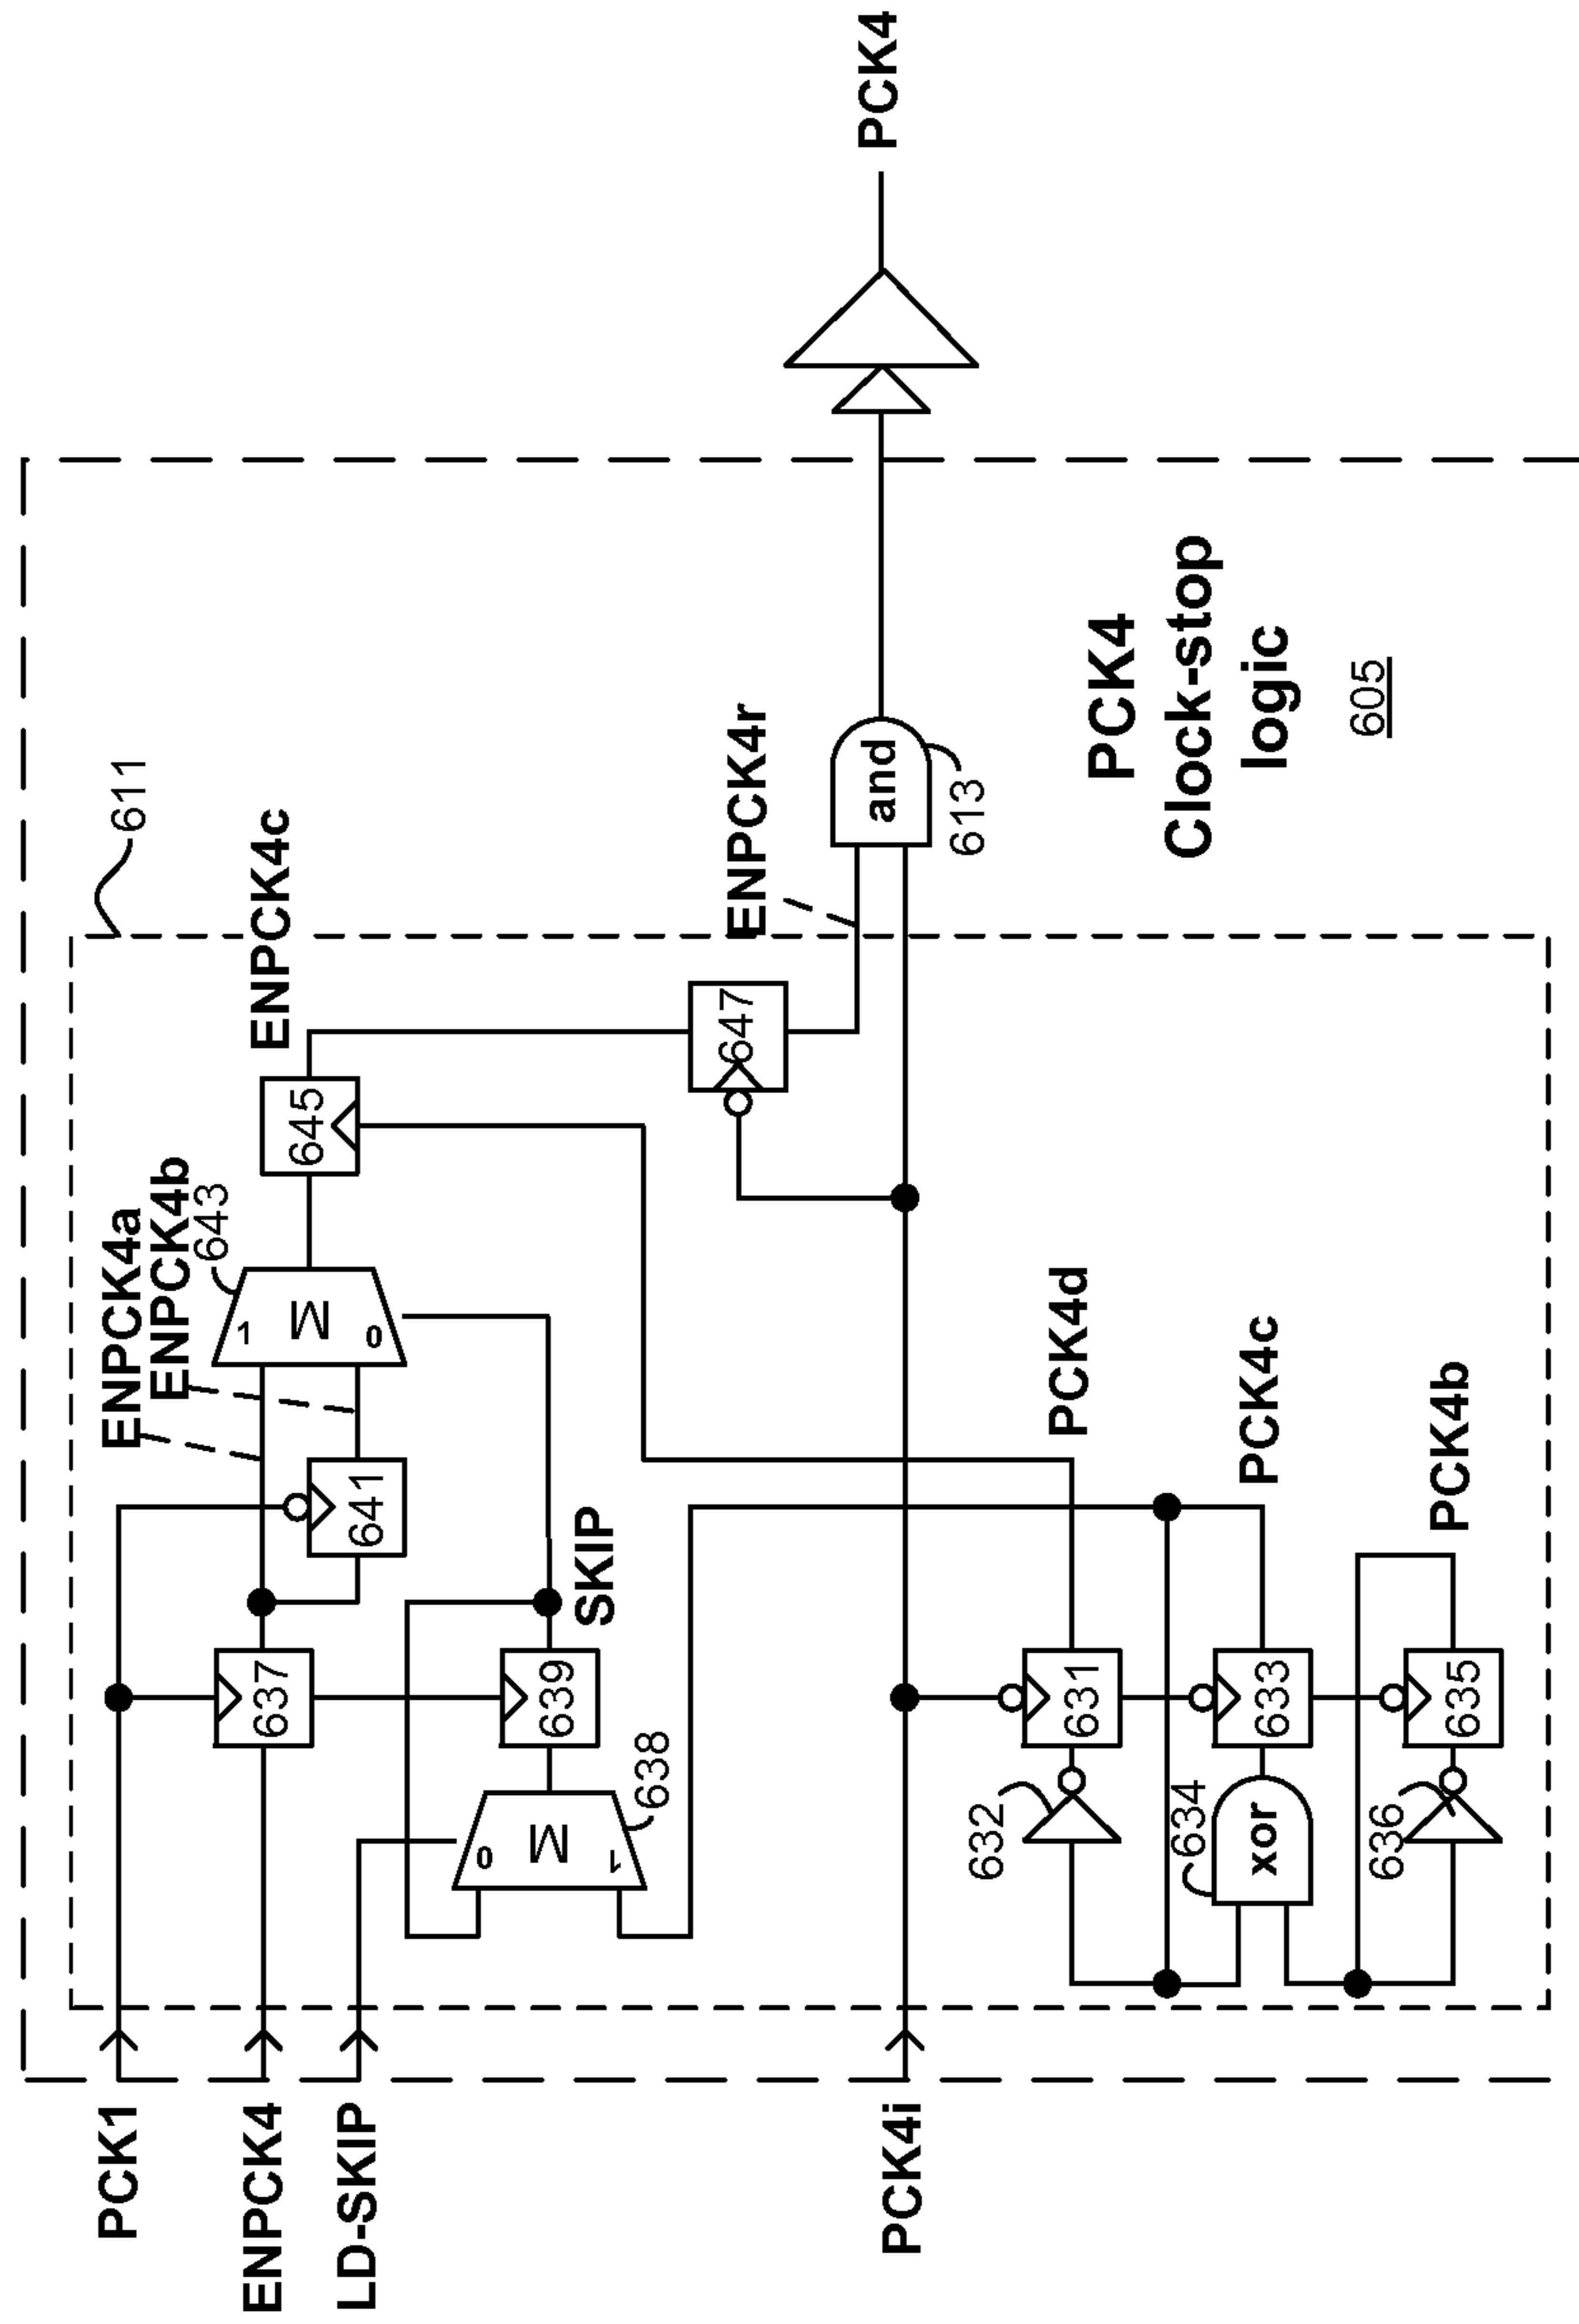 PCK1
ENPCK4
LD-SKIP
PCK4i
611
637
ENPCK4a
ENPCK4b
641
643
1
M
0
645
ENPCK4c
638
0
M
1
639
SKIP
647
ENPCK4r
and
613
PCK4
632
631
PCK4d
634
xor
633
PCK4c
636
635
PCK4b
PCK4
Clock-stop
logic
605